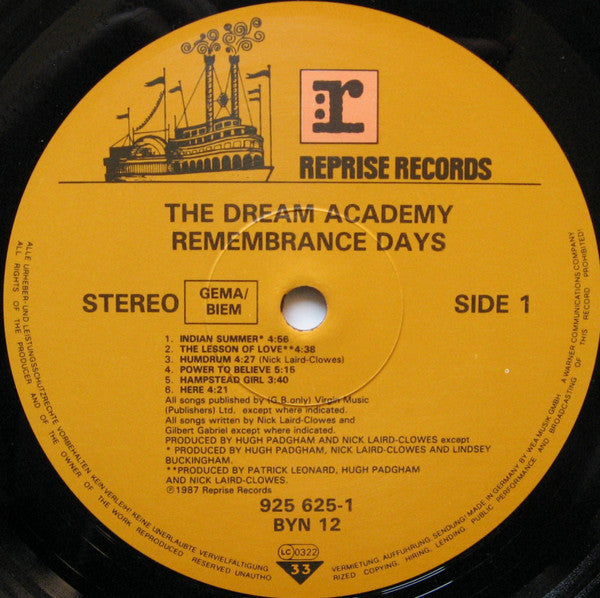 r
REPRISE RECORDS
THE DREAM ACADEMY
REMEMBRANCE DAYS
STEREO
GEMA/
BIEM
SIDE 1
1. INDIAN SUMMER* 4:56
2. THE LESSON OF LOVE**4:38
3. HUMDRUM 4:27 (Nick Laird-Clowes)
4. POWER TO BELIEVE 5:15
5. HAMPSTEAD GIRL 3:40
6. HERE 4:21
All songs published by (G.B.only) Virgin Music
(Publishers) Ltd. except where indicated.
All songs written by Nick Laird-Clowes and
Gilbert Gabriel except where indicated.
PRODUCED BY HUGH PADGHAM AND NICK LAIRD-CLOWES except
* PRODUCED BY HUGH PADGHAM, NICK LAIRD-CLOWES AND LINDSEY
BUCKINGHAM.
**PRODUCED BY PATRICK LEONARD, HUGH PADGHAM
AND NICK LAIRD-CLOWES.
℗1987 Reprise Records
925 625-1
BYN 12
LC 0322
33
ALLE URHEBER- UND LEISTUNGSSCHUTZRECHTE VORBEHALTEN KEIN VERLEIH! KEINE UNERLAUBTE VERVIELFÄLTIGUNG, VERMIETUNG, AUFFÜHRUNG, SENDUNG! MADE IN GERMANY BY WEA MUSIK GMBH A WARNER COMMUNICATIONS COMPANY
ALL RIGHTS OF THE PRODUCER AND OF THE OWNER OF THE WORK REPRODUCED RESERVED UNAUTHO RIZED COPYING, HIRING, LENDING PUBLIC PERFORMANCE AND BROADCASTING OF THIS RECORD PROHIBITED!